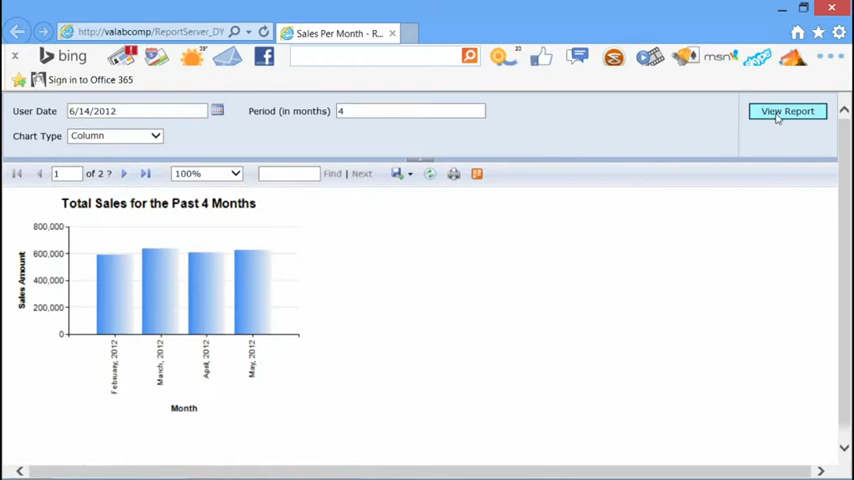 http://valabcomp/ReportServer_DY
Sales Per Month - R...
bing
22
msn
skype
Sign in to Office 365
User Date 6/14/2012 Period (in months) 4 View Report
Chart Type Column
1 of 2 ? 100% Find | Next
Total Sales for the Past 4 Months
Sales Amount
800,000
600,000
400,000
200,000
0
February, 2012
March, 2012
April, 2012
May, 2012
Month